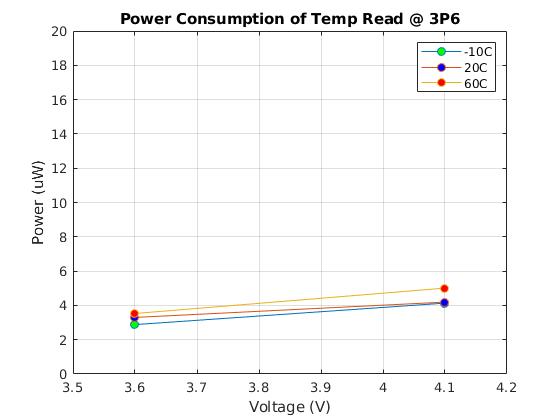 Power Consumption of Temp Read @ 3P6
-10C
20C
60C
Power (uW)
20
18
16
14
12
10
8
6
4
2
0
3.5 3.6 3.7 3.8 3.9 4 4.1 4.2
Voltage (V)